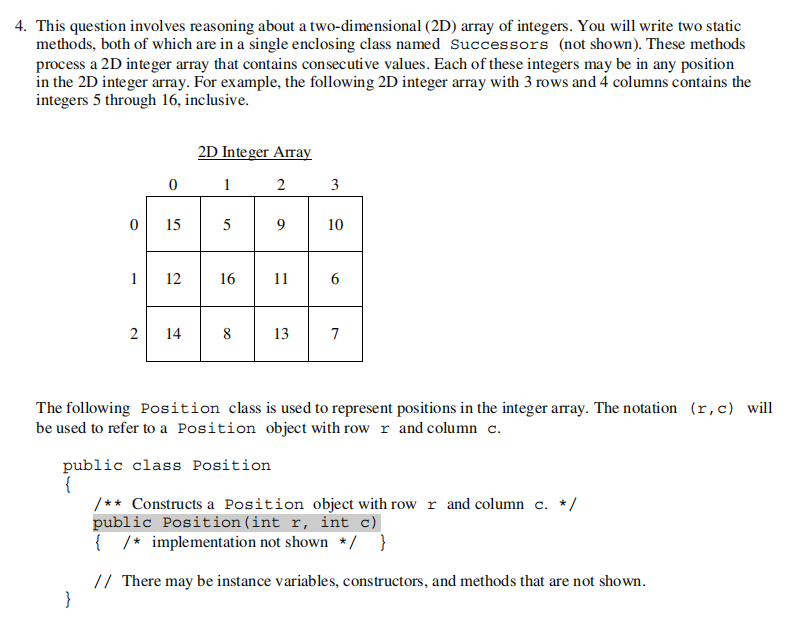 4. This question involves reasoning about a two-dimensional (2D) array of integers. You will write two static
methods, both of which are in a single enclosing class named Successors (not shown). These methods
process a 2D integer array that contains consecutive values. Each of these integers may be in any position
in the 2D integer array. For example, the following 2D integer array with 3 rows and 4 columns contains the
integers 5 through 16, inclusive.
2D Integer Array
0 1 2 3
0 15 5 9 10
1 12 16 11 6
2 14 8 13 7
The following Position class is used to represent positions in the integer array. The notation (r,c) will
be used to refer to a Position object with row r and column c.
public class Position
{
/** Constructs a Position object with row r and column c. */
public Position(int r, int c)
{ /* implementation not shown */ }
// There may be instance variables, constructors, and methods that are not shown.
}